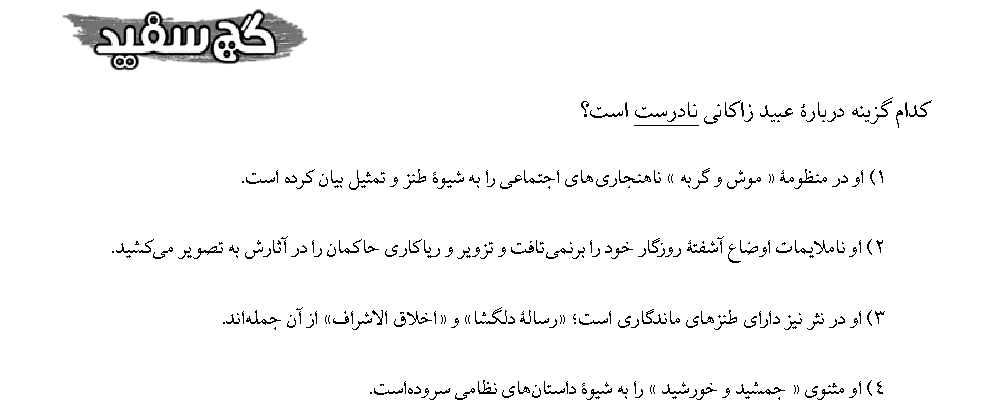 گچ سفید
کدام گزینه دربارهٔ عبید زاکانی نادرست است؟
۱) او در منظومهٔ « موش و گربه » ناهنجاری‌های اجتماعی را به شیوهٔ طنز و تمثیل بیان کرده است.
۲) او ناملایمات اوضاع آشفتهٔ روزگار خود را برنمی‌تافت و تزویر و ریاکاری حاکمان را در آثارش به تصویر می‌کشید.
۳) او در نثر نیز دارای طنزهای ماندگاری است؛ «رسالهٔ دلگشا» و «اخلاق الاشراف» از آن جمله‌اند.
٤) او مثنوی « جمشید و خورشید » را به شیوهٔ داستان‌های نظامی سروده‌است.